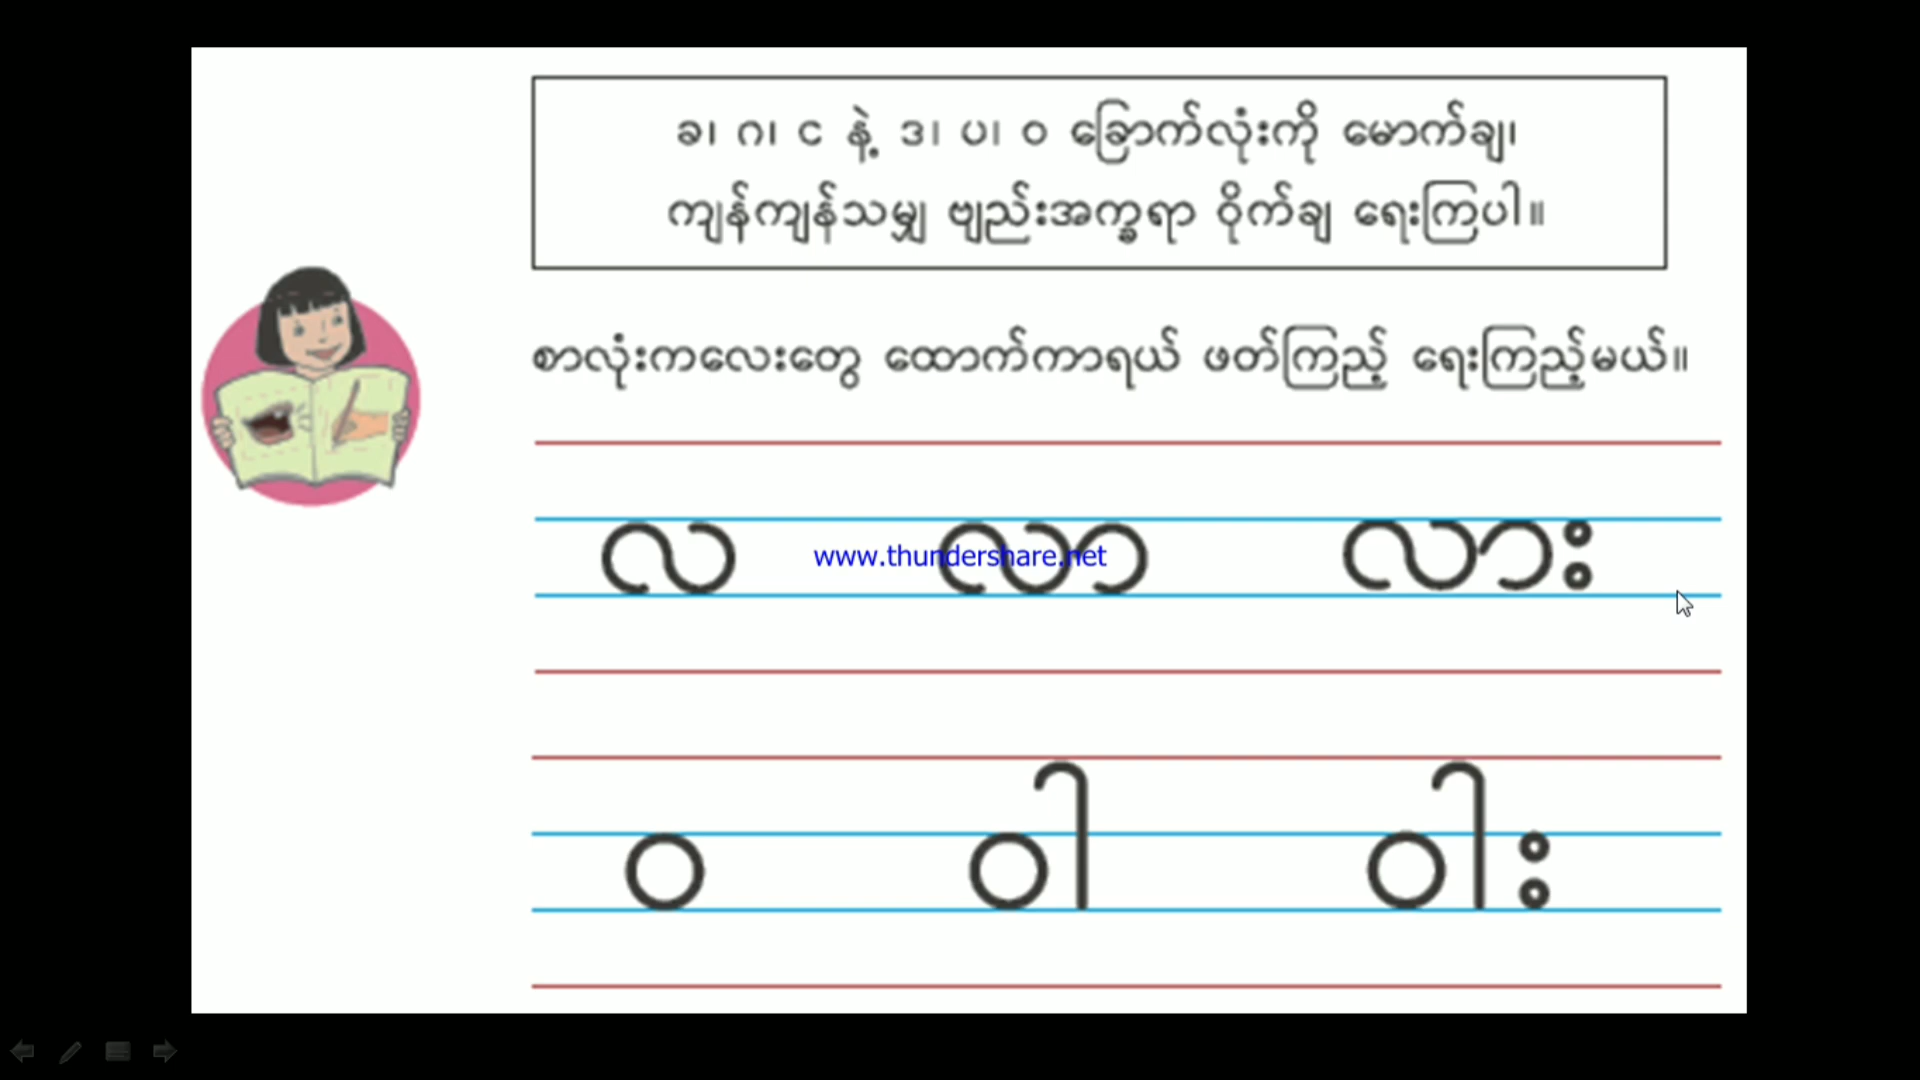 ခ၊ ဂ၊ င နဲ့ ဒ၊ ပ၊ ဝ ခြောက်လုံးကို မောက်ချ၊
ကျန်ကျန်သမျှ ဗျည်းအက္ခရာ ဝိုက်ချ ရေးကြပါ။
စာလုံးကလေးတွေ ထောက်ကာရယ် ဖတ်ကြည့် ရေးကြည့်မယ်။
လ လာ လား
www.thundershare.net
ဝ ဝါ ဝါး